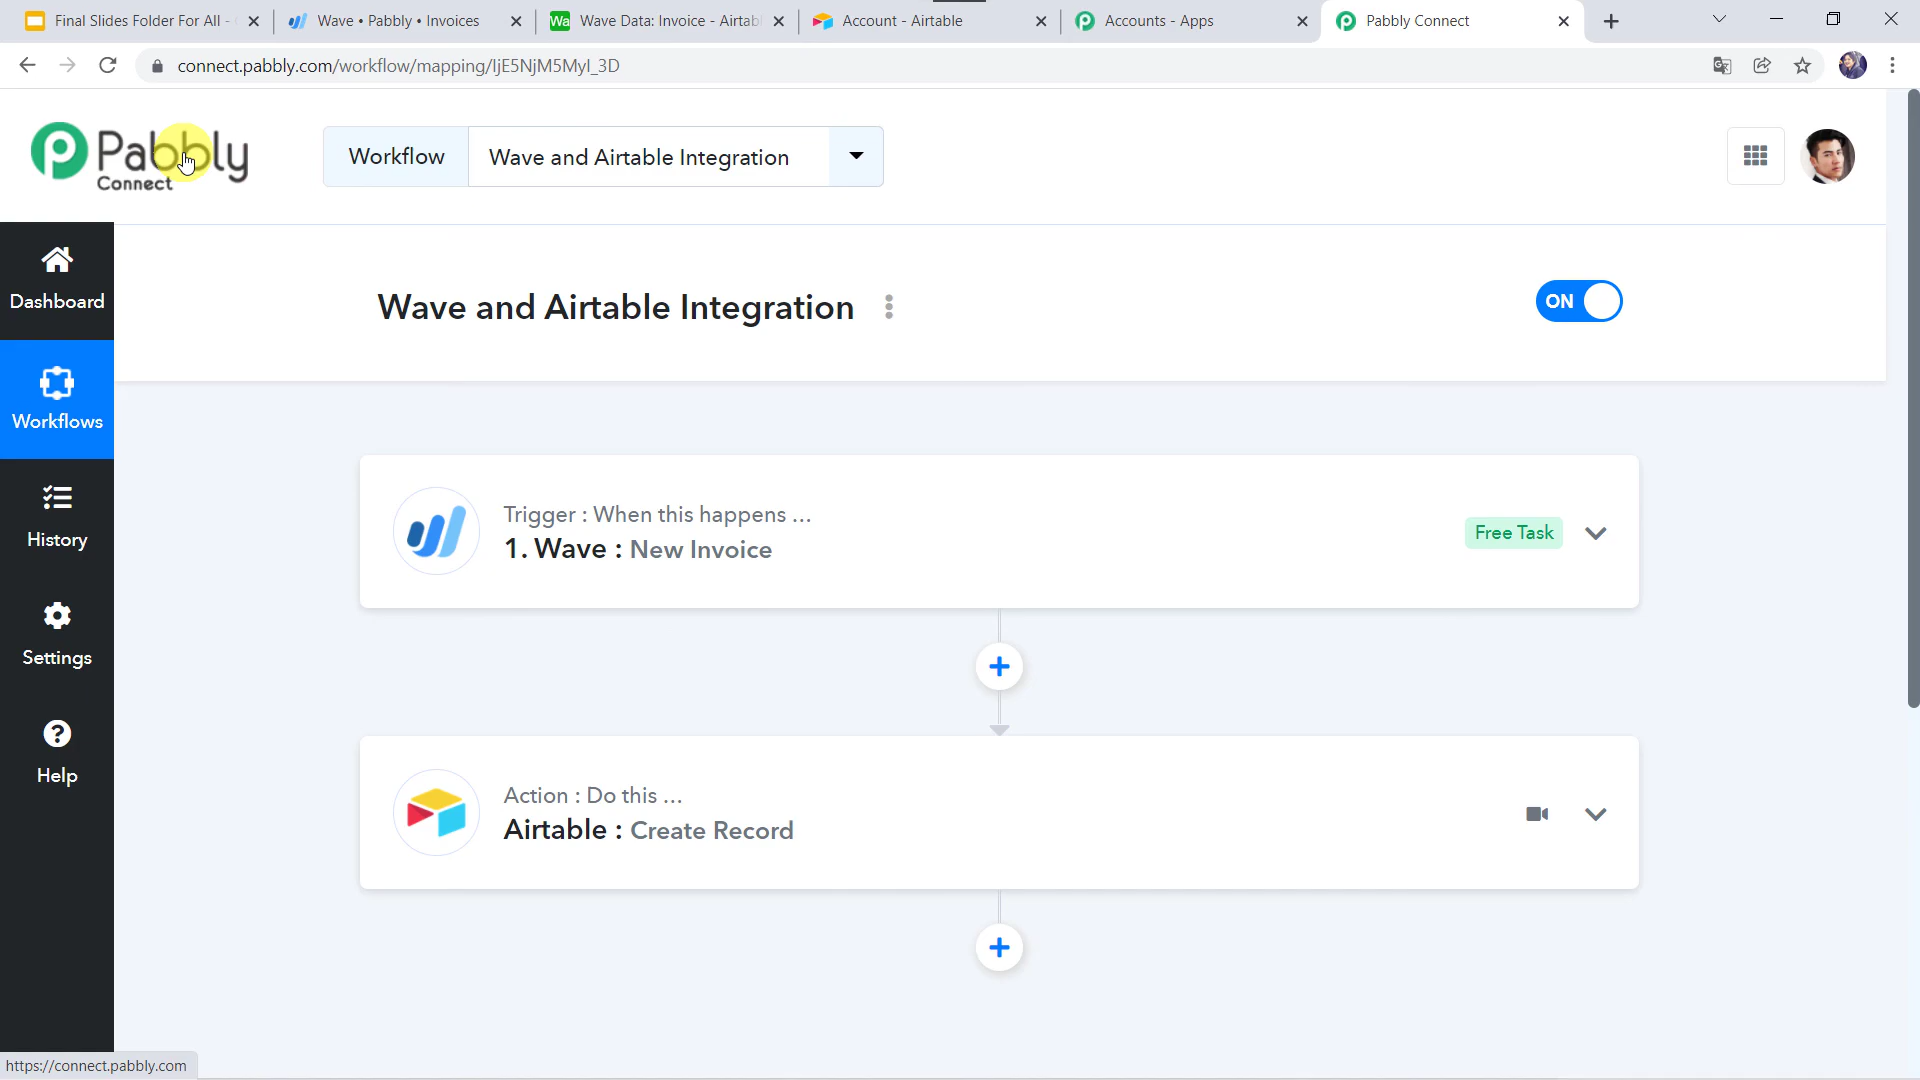 Final Slides Folder For All -
Wave • Pabbly • Invoices
Wa
Wave Data: Invoice - Airtabl
Account - Airtable
Accounts - Apps
Pabbly Connect
connect.pabbly.com/workflow/mapping/IjE5NjM5MyI_3D
Pabbly
Connect
Workflow
Wave and Airtable Integration
Dashboard
Workflows
History
Settings
Help
Wave and Airtable Integration
ON
Trigger : When this happens ...
1. Wave : New Invoice
Free Task
Action : Do this ...
Airtable : Create Record
https://connect.pabbly.com